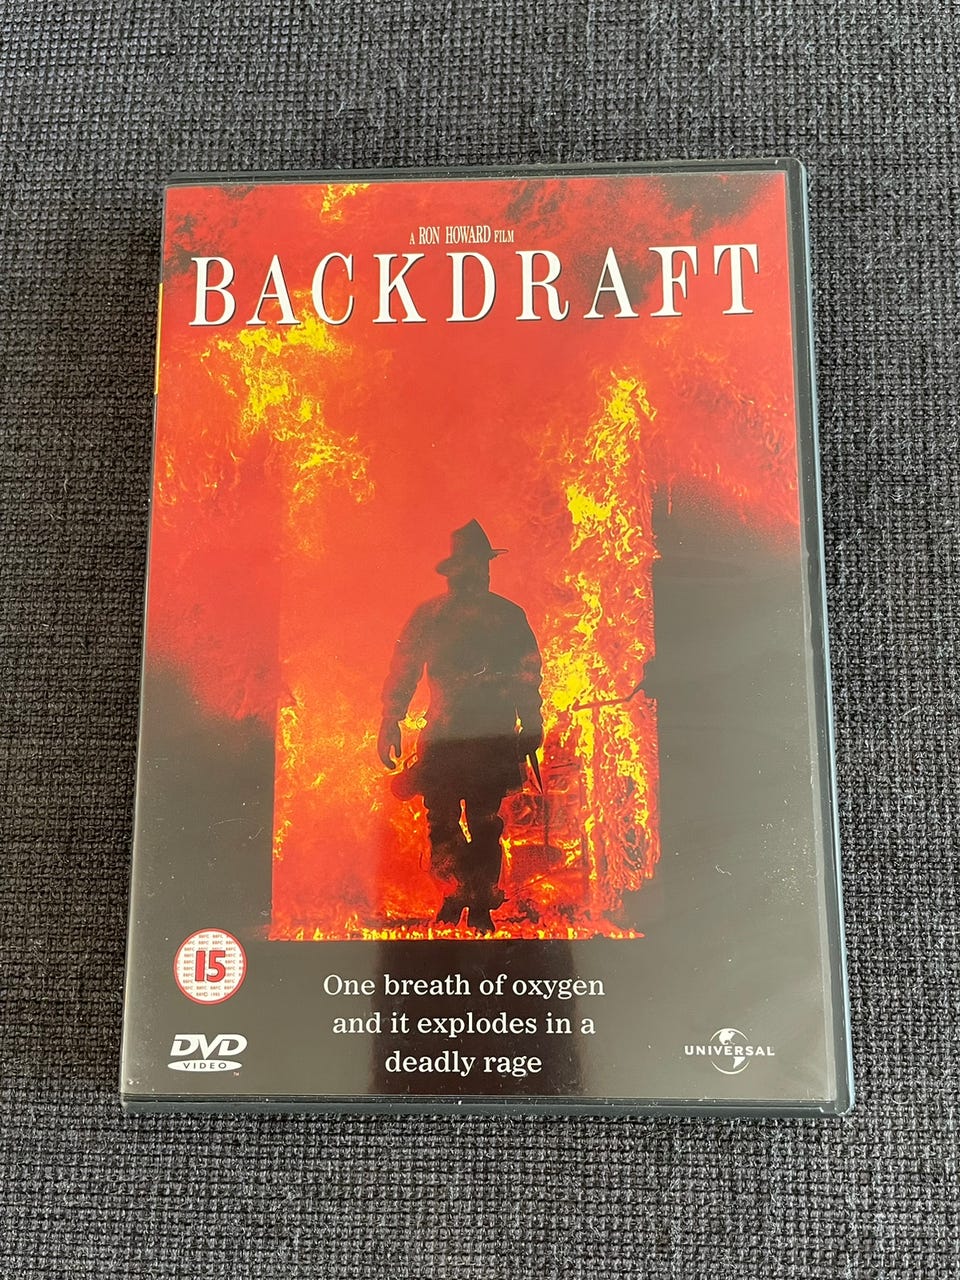 A RON HOWARD FILM
BACKDRAFT
15
One breath of oxygen
and it explodes in a
deadly rage
DVD
VIDEO
UNIVERSAL